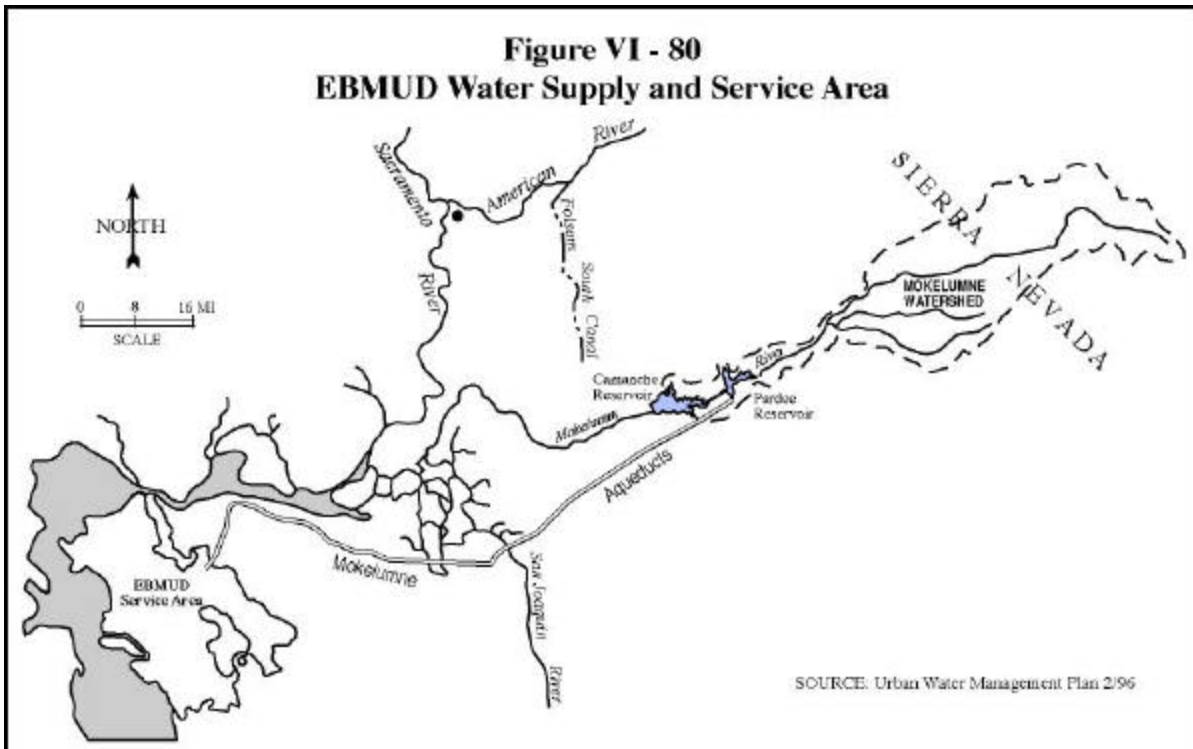 Figure VI - 80
EBMUD Water Supply and Service Area
Sacramento
River
American
River
Folsom
South
Canal
SIERRA
NEVADA
NORTH
0 8 16 MI
SCALE
MOKELUMNE
WATERSHED
Camanche
Reservoir
River
Pardee
Reservoir
Mokelumne
Aqueducts
Mokelumne
EBMUD
Service Area
San Joaquin
River
SOURCE: Urban Water Management Plan 2/96